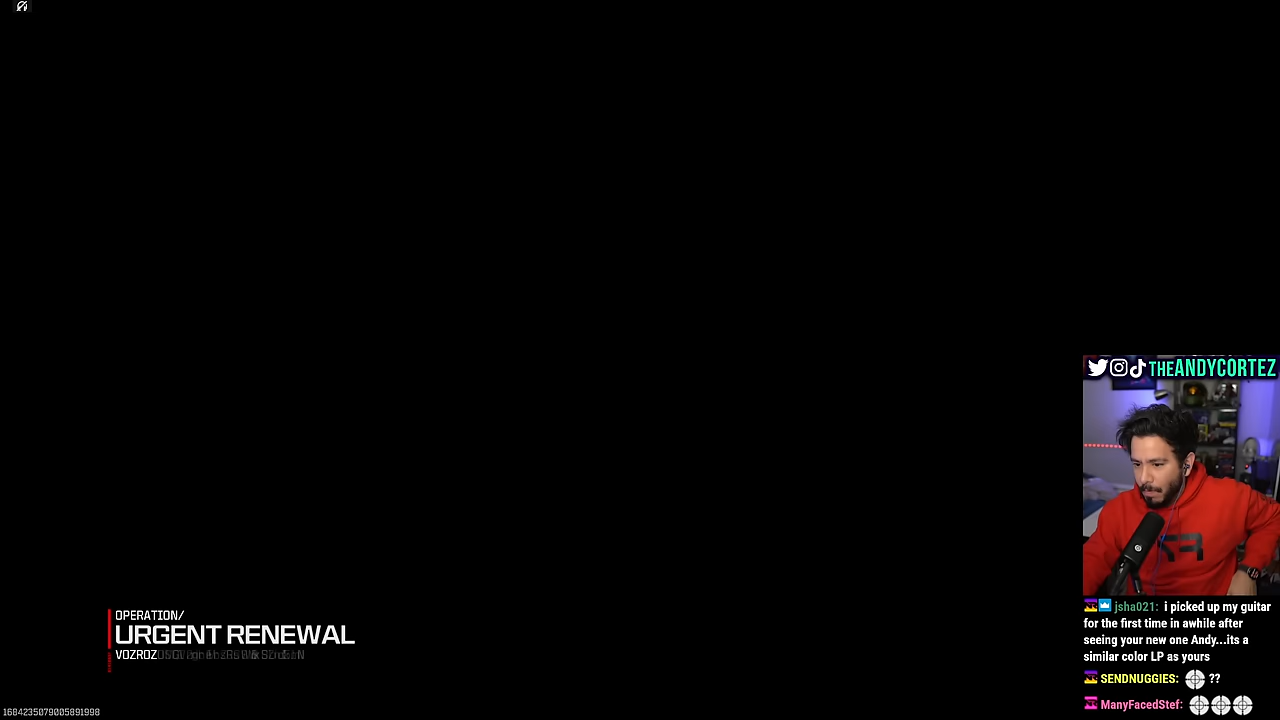 THEANDYCORTEZ
OPERATION/
URGENT RENEWAL
VOZROZ
jsha021: i picked up my guitar
for the first time in awhile after
seeing your new one Andy...its a
similar color LP as yours
SENDNUGGIES: ??
ManyFacedStef:
1684235079005891998